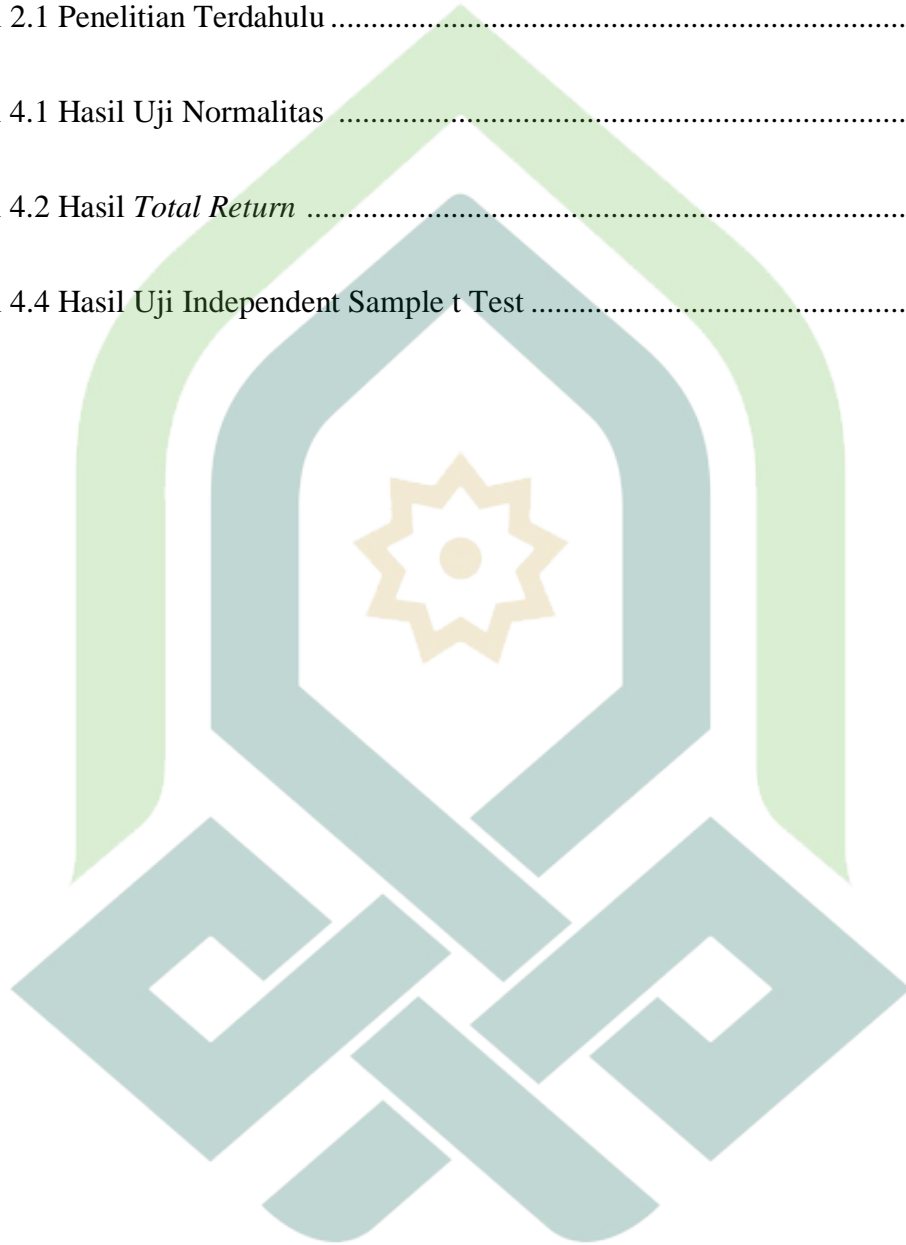 2.1 Penelitian Terdahulu ......................................................................
4.1 Hasil Uji Normalitas ......................................................................
4.2 Hasil Total Return ..........................................................................
4.4 Hasil Uji Independent Sample t Test ..............................................